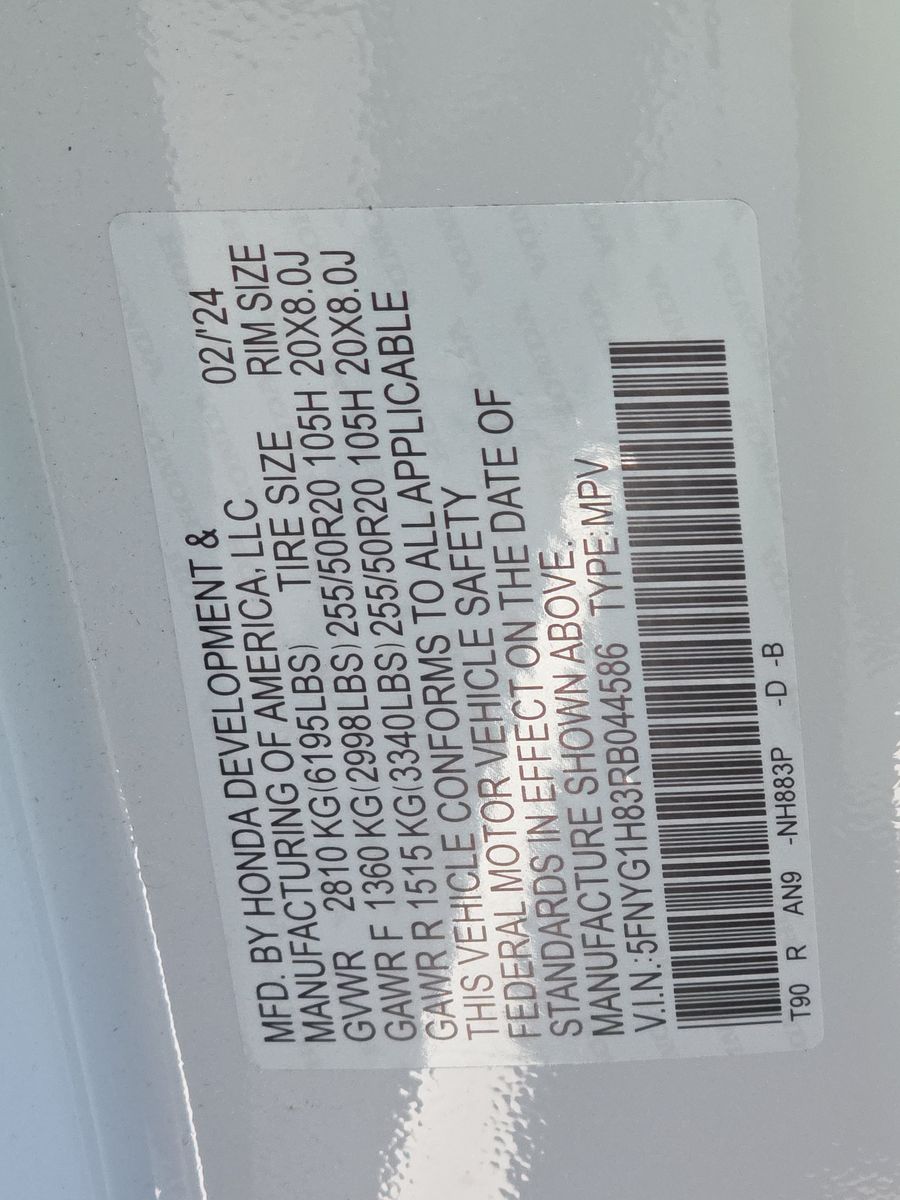 MFD. BY HONDA DEVELOPMENT &
MANUFACTURING OF AMERICA, LLC 02/'24
GVWR 2810 KG(6195LBS) TIRE SIZE RIM SIZE
GAWR F 1360 KG(2998LBS) 255/50R20 105H 20X8.0J
GAWR R 1515 KG(3340LBS) 255/50R20 105H 20X8.0J
THIS VEHICLE CONFORMS TO ALL APPLICABLE
FEDERAL MOTOR VEHICLE SAFETY
STANDARDS IN EFFECT ON THE DATE OF
MANUFACTURE SHOWN ABOVE.
V.I.N.:5FNYG1H83RB044586 TYPE:MPV
T90 R AN9 -NH883P -D -B